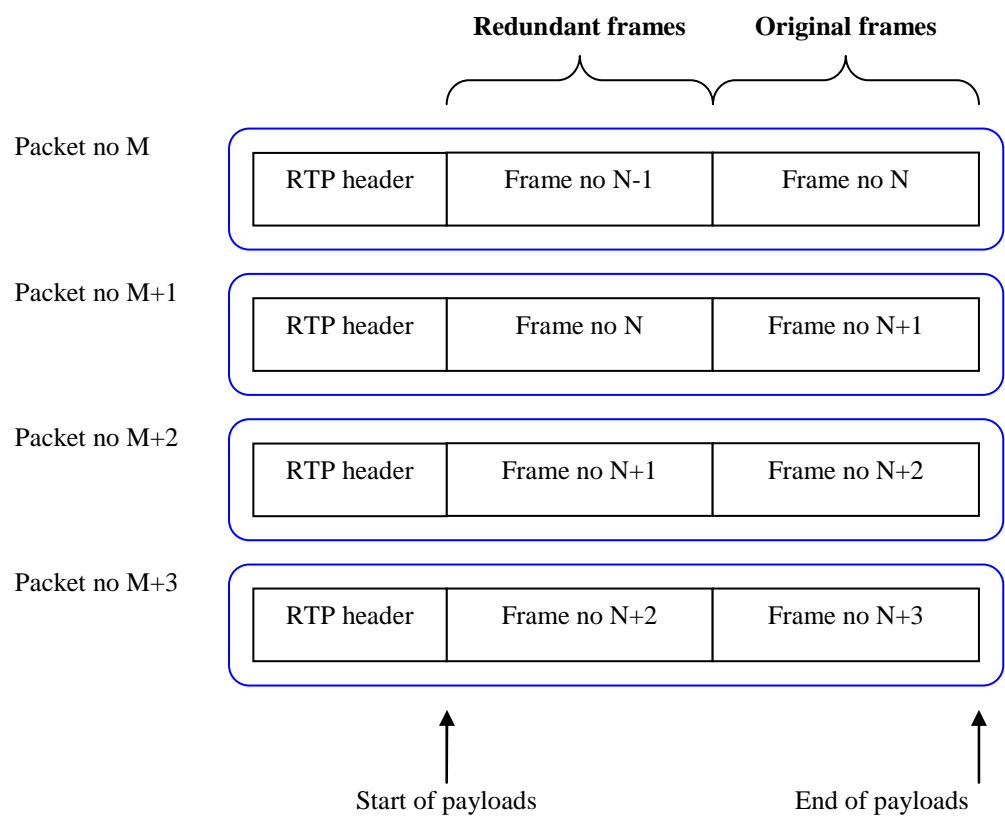 Redundant frames Original frames
Packet no M
RTP header Frame no N-1 Frame no N
Packet no M+1
RTP header Frame no N Frame no N+1
Packet no M+2
RTP header Frame no N+1 Frame no N+2
Packet no M+3
RTP header Frame no N+2 Frame no N+3
Start of payloads End of payloads